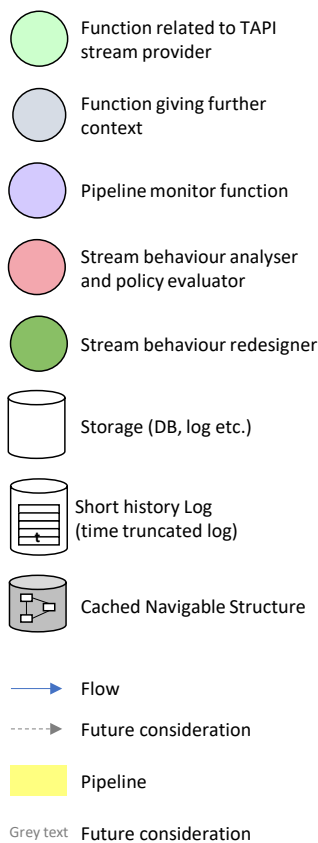 Function related to TAPI
stream provider
Function giving further
context
Pipeline monitor function
Stream behaviour analyser
and policy evaluator
Stream behaviour redesigner
Storage (DB, log etc.)
Short history Log
(time truncated log)
t
Cached Navigable Structure
Flow
Future consideration
Pipeline
Grey text Future consideration